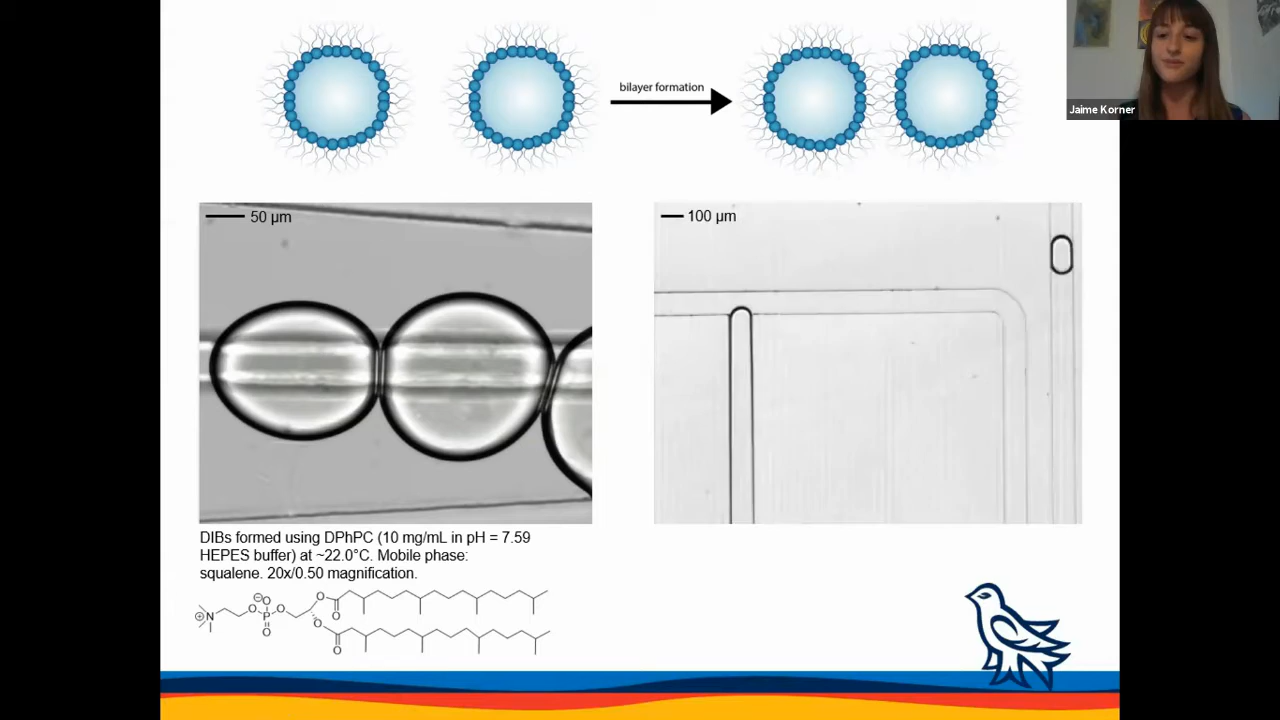 bilayer formation
Jaime Korner
50 µm
100 µm
DIBs formed using DPhPC (10 mg/mL in pH = 7.59
HEPES buffer) at ~22.0°C. Mobile phase:
squalene. 20x/0.50 magnification.
N
O
P
O
O
O
O
O
O
O